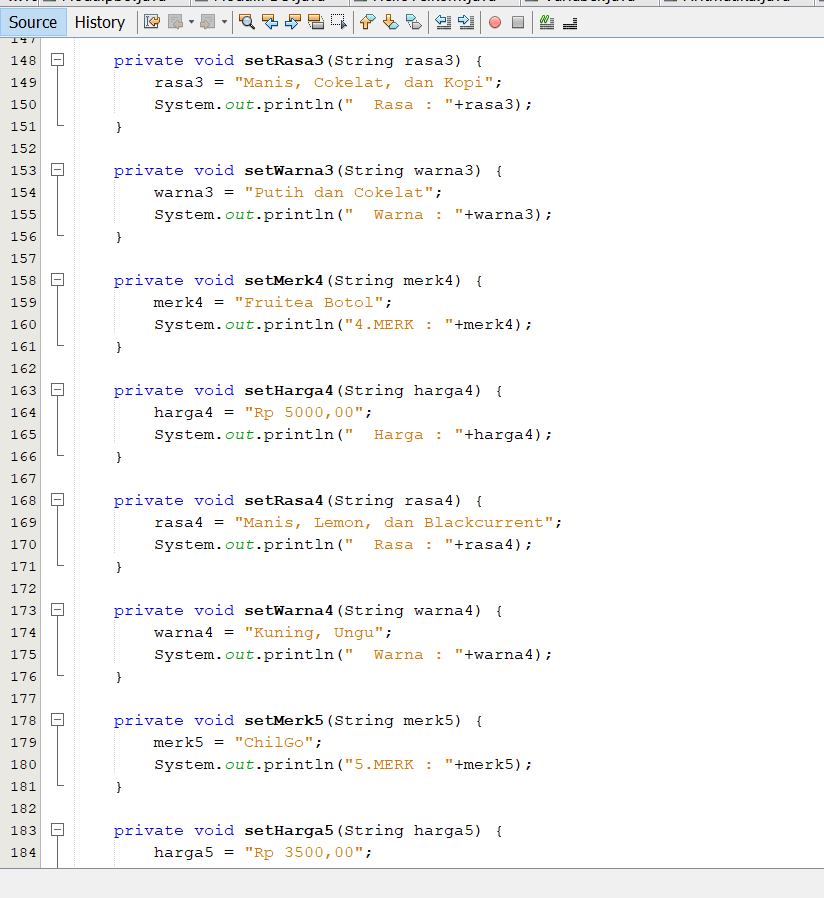 Source History
147
148 private void setRasa3(String rasa3) {
149 rasa3 = "Manis, Cokelat, dan Kopi";
150 System.out.println("  Rasa : "+rasa3);
151 }
152
153 private void setWarna3(String warna3) {
154 warna3 = "Putih dan Cokelat";
155 System.out.println("  Warna : "+warna3);
156 }
157
158 private void setMerk4(String merk4) {
159 merk4 = "Fruitea Botol";
160 System.out.println("4.MERK : "+merk4);
161 }
162
163 private void setHarga4(String harga4) {
164 harga4 = "Rp 5000,00";
165 System.out.println("  Harga : "+harga4);
166 }
167
168 private void setRasa4(String rasa4) {
169 rasa4 = "Manis, Lemon, dan Blackcurrent";
170 System.out.println("  Rasa : "+rasa4);
171 }
172
173 private void setWarna4(String warna4) {
174 warna4 = "Kuning, Ungu";
175 System.out.println("  Warna : "+warna4);
176 }
177
178 private void setMerk5(String merk5) {
179 merk5 = "ChilGo";
180 System.out.println("5.MERK : "+merk5);
181 }
182
183 private void setHarga5(String harga5) {
184 harga5 = "Rp 3500,00";